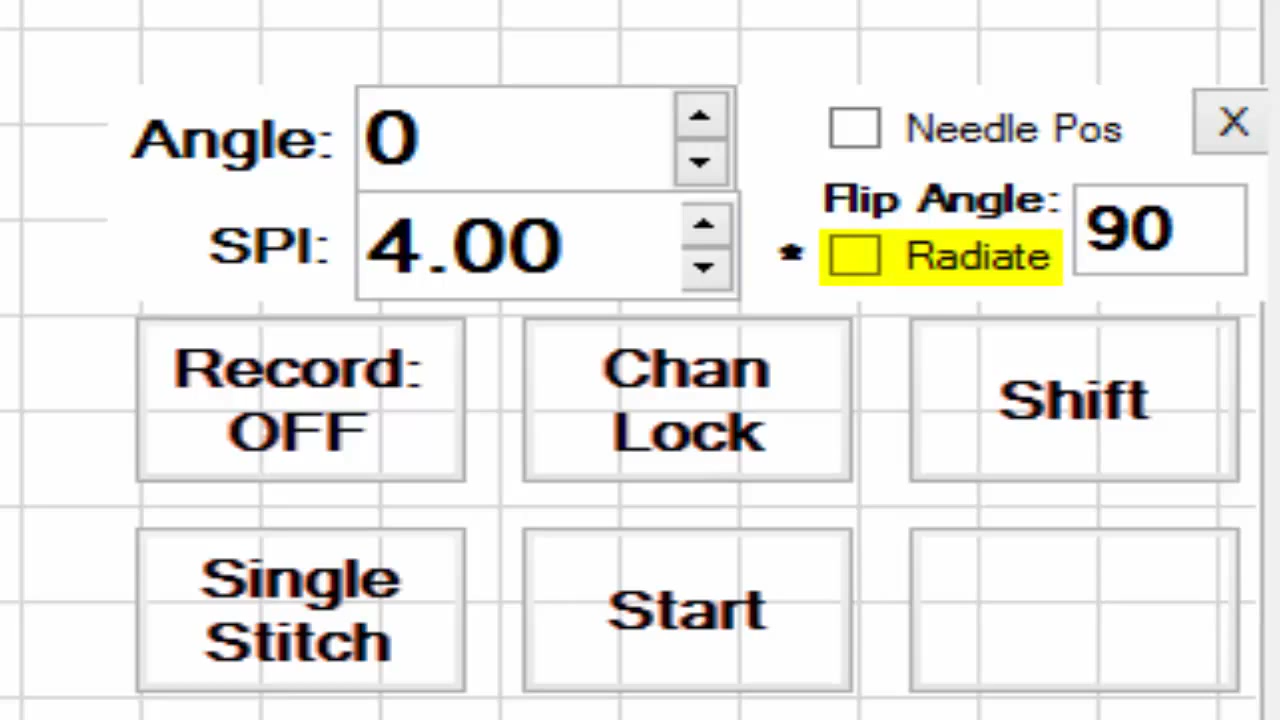 Angle: 0
Needle Pos
X
Flip Angle: 90
SPI: 4.00
* Radiate
Record:
OFF
Chan
Lock
Shift
Single
Stitch
Start